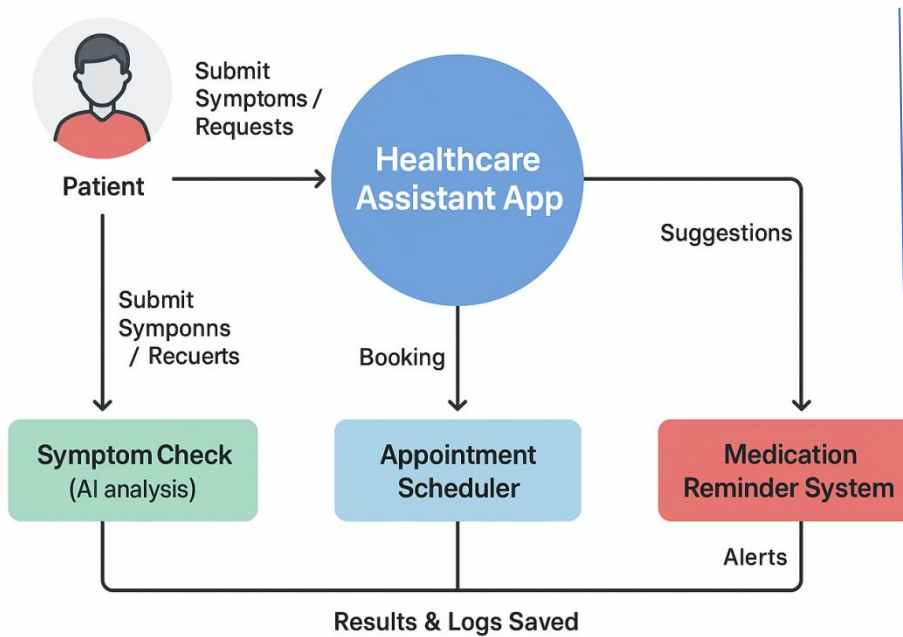 Submit
Symptoms /
Requests
Healthcare
Assistant App
Patient
Suggestions
Submit
Symponns
/ Recuerts
Booking
Symptom Check
(AI analysis)
Appointment
Scheduler
Medication
Reminder System
Alerts
Results & Logs Saved